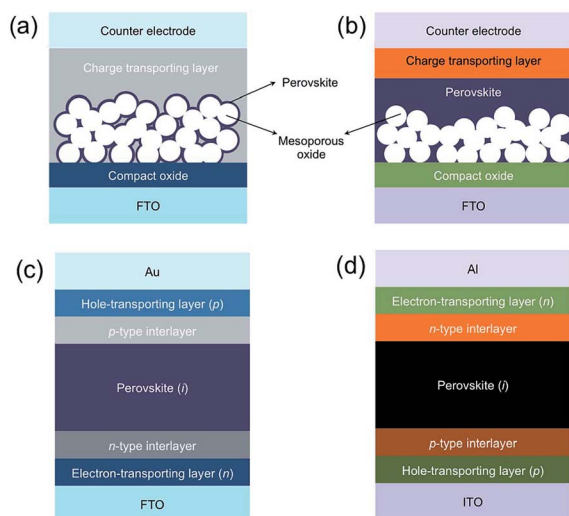 (a)
Counter electrode
Charge transporting layer
Compact oxide
FTO
Perovskite
Mesoporous
oxide
(b)
Counter electrode
Charge transporting layer
Perovskite
Compact oxide
FTO
(c)
Au
Hole-transporting layer (p)
p-type interlayer
Perovskite (i)
n-type interlayer
Electron-transporting layer (n)
FTO
(d)
Al
Electron-transporting layer (n)
n-type interlayer
Perovskite (i)
p-type interlayer
Hole-transporting layer (p)
ITO